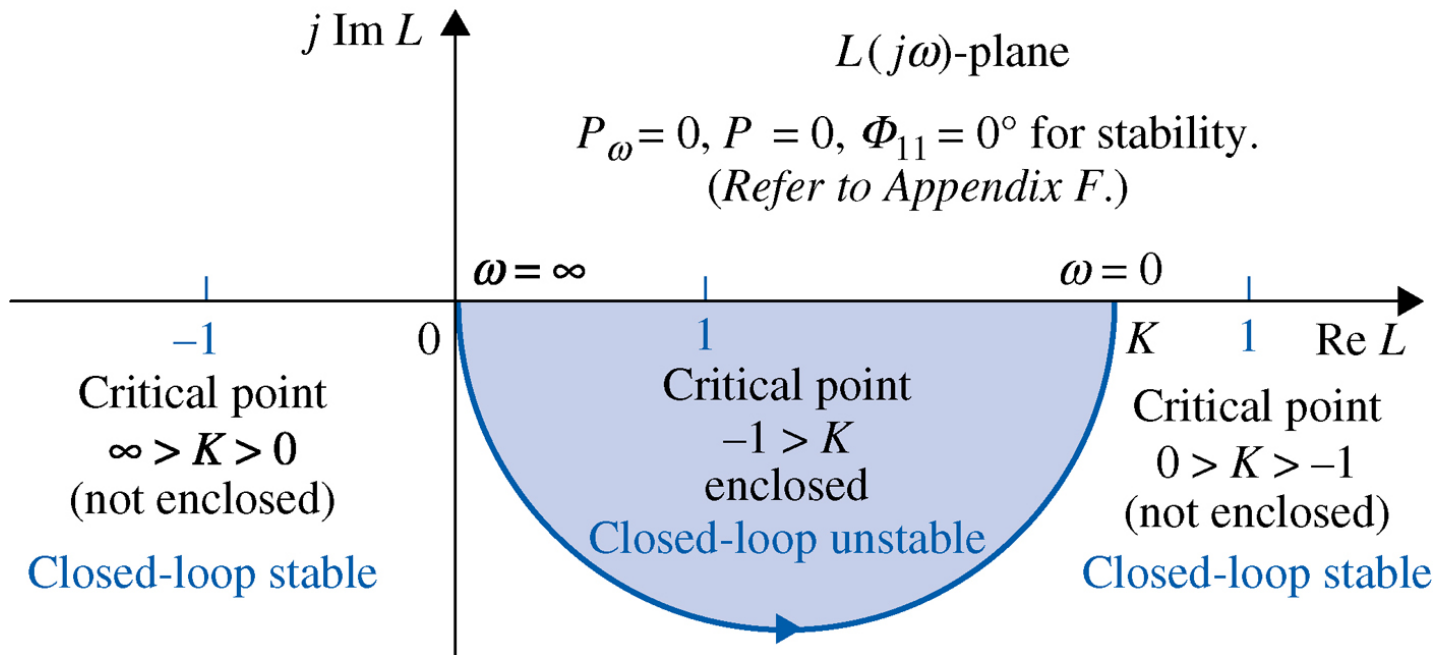 j Im L
L(jω)-plane
P_ω = 0, P = 0, Φ₁₁ = 0° for stability.
(Refer to Appendix F.)
ω = ∞
ω = 0
–1
0
1
K
1
Re L
Critical point
∞ > K > 0
(not enclosed)
Closed-loop stable
Critical point
–1 > K
enclosed
Closed-loop unstable
Critical point
0 > K > –1
(not enclosed)
Closed-loop stable